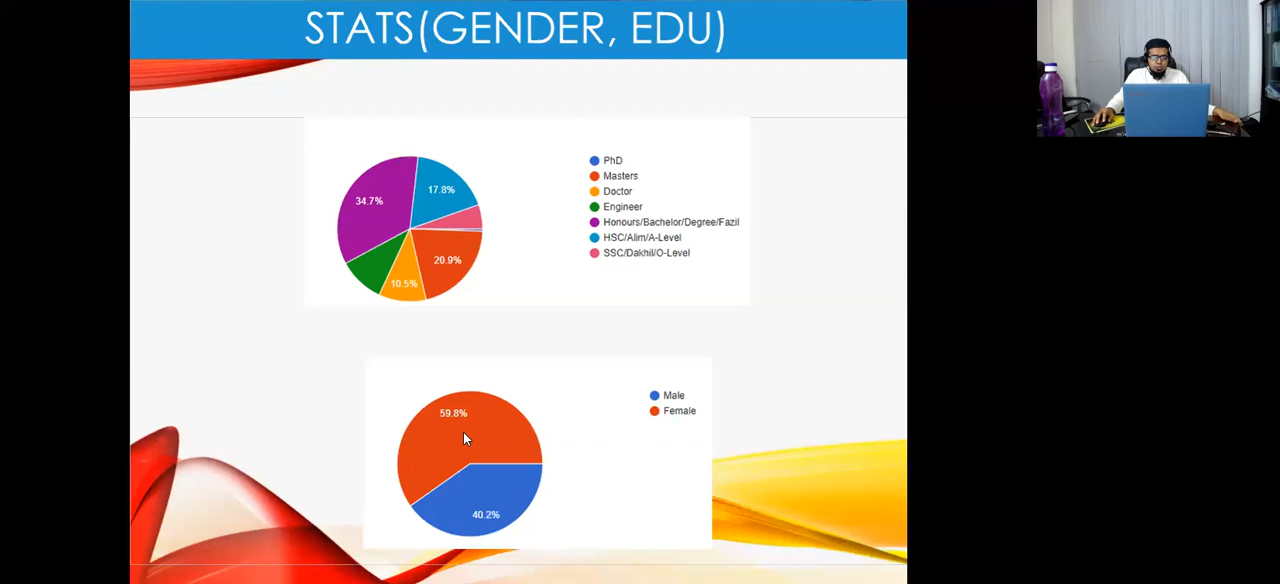 STATS(GENDER, EDU)
34.7%
17.8%
20.9%
10.5%
PhD
Masters
Doctor
Engineer
Honours/Bachelor/Degree/Fazil
HSC/Alim/A-Level
SSC/Dakhil/O-Level
59.8%
40.2%
Male
Female